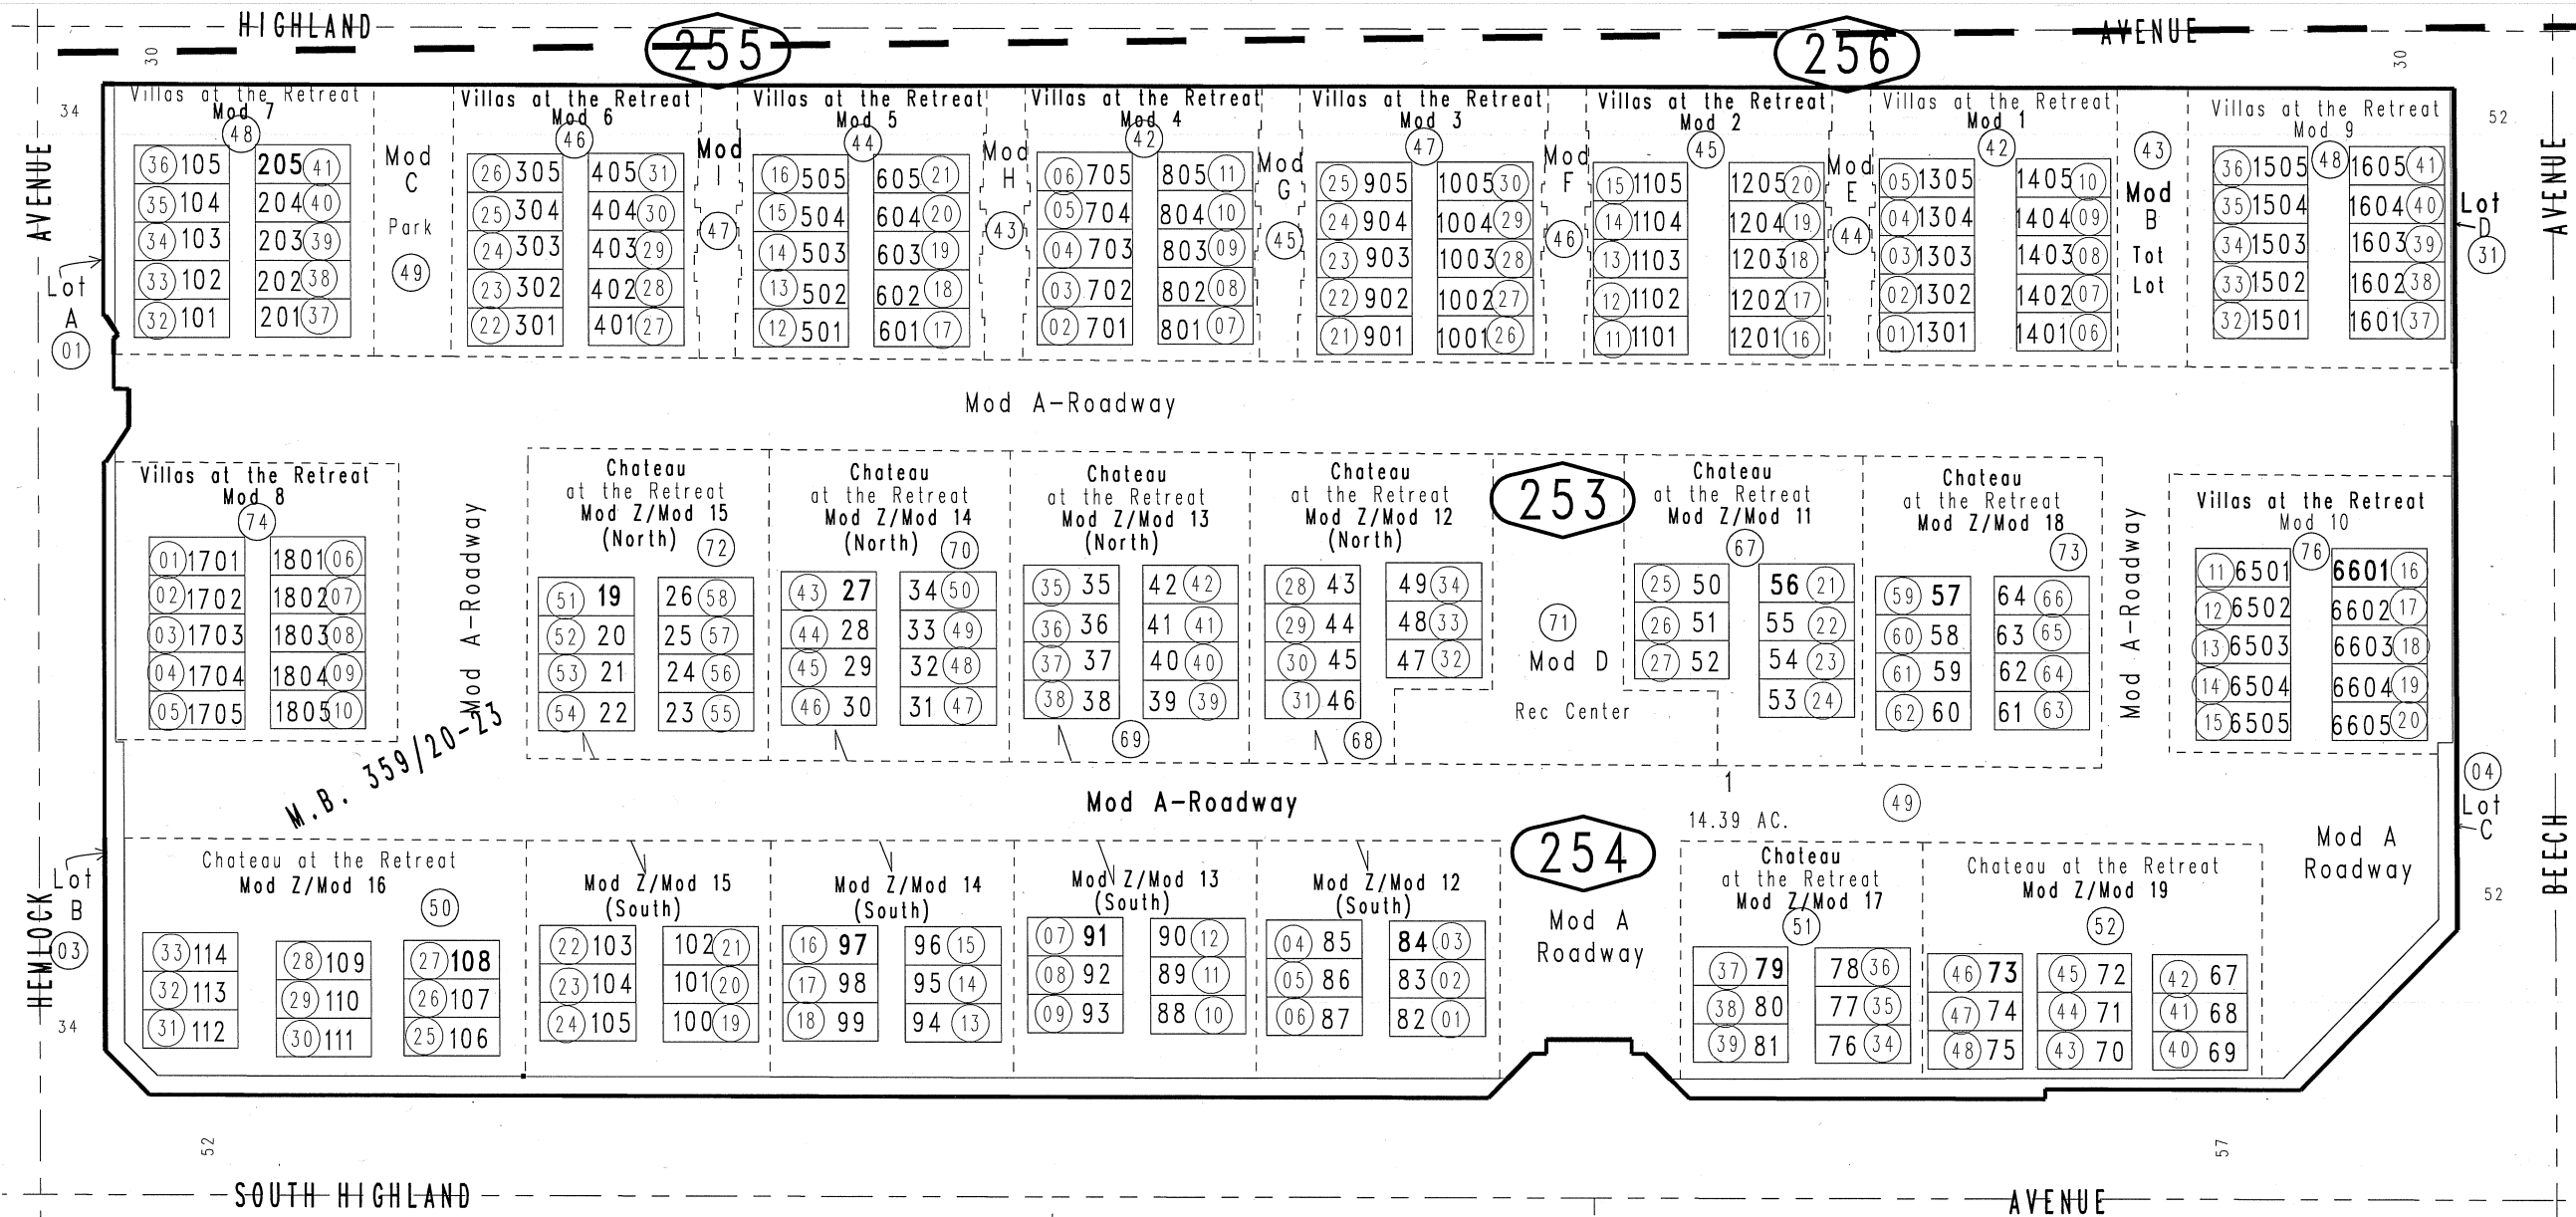 HIGHLAND
AVENUE
255
256
30
30
34
52
AVENUE
AVENUE
Villas at the Retreat
Mod 7
48
36 105
205 41
35 104
204 40
34 103
203 39
33 102
202 38
32 101
201 37
Mod
C
Park
49
Villas at the Retreat
Mod 6
46
26 305
405 31
25 304
404 30
24 303
403 29
23 302
402 28
22 301
401 27
Mod
I
47
Villas at the Retreat
Mod 5
44
16 505
605 21
15 504
604 20
14 503
603 19
13 502
602 18
12 501
601 17
Mod
H
43
Villas at the Retreat
Mod 4
42
06 705
805 11
05 704
804 10
04 703
803 09
03 702
802 08
02 701
801 07
Mod
G
45
Villas at the Retreat
Mod 3
47
25 905
1005 30
24 904
1004 29
23 903
1003 28
22 902
1002 27
21 901
1001 26
Mod
F
46
Villas at the Retreat
Mod 2
45
15 1105
1205 20
14 1104
1204 19
13 1103
1203 18
12 1102
1202 17
11 1101
1201 16
Mod
E
44
Villas at the Retreat
Mod 1
42
05 1305
1405 10
04 1304
1404 09
03 1303
1403 08
02 1302
1402 07
01 1301
1401 06
43
Mod
B
Tot
Lot
Villas at the Retreat
Mod 9
48
36 1505
1605 41
35 1504
1604 40
34 1503
1603 39
33 1502
1602 38
32 1501
1601 37
Lot
A
01
Lot
D
31
Mod A-Roadway
Villas at the Retreat
Mod 8
74
01 1701
1801 06
02 1702
1802 07
03 1703
1803 08
04 1704
1804 09
05 1705
1805 10
Mod A-Roadway
M.B. 359/20-23
Chateau
at the Retreat
Mod Z/Mod 15
(North)
72
51 19
26 58
52 20
25 57
53 21
24 56
54 22
23 55
Chateau
at the Retreat
Mod Z/Mod 14
(North)
70
43 27
34 50
44 28
33 49
45 29
32 48
46 30
31 47
Chateau
at the Retreat
Mod Z/Mod 13
(North)
35 35
42 42
36 36
41 41
37 37
40 40
38 38
39 39
69
Chateau
at the Retreat
Mod Z/Mod 12
(North)
28 43
49 34
29 44
48 33
30 45
47 32
31 46
68
253
71
Mod D
Rec Center
Chateau
at the Retreat
Mod Z/Mod 11
67
25 50
56 21
26 51
55 22
27 52
54 23
53 24
Chateau
at the Retreat
Mod Z/Mod 18
73
59 57
64 66
60 58
63 65
61 59
62 64
62 60
61 63
Mod A-Roadway
Villas at the Retreat
Mod 10
76
11 6501
6601 16
12 6502
6602 17
13 6503
6603 18
14 6504
6604 19
15 6505
6605 20
Mod A-Roadway
1
14.39 AC.
49
04
Lot
C
Lot
B
03
HEMLOCK
34
BEECH
52
Chateau at the Retreat
Mod Z/Mod 16
50
33 114
28 109
27 108
32 113
29 110
26 107
31 112
30 111
25 106
Mod Z/Mod 15
(South)
22 103
102 21
23 104
101 20
24 105
100 19
Mod Z/Mod 14
(South)
16 97
96 15
17 98
95 14
18 99
94 13
Mod Z/Mod 13
(South)
07 91
90 12
08 92
89 11
09 93
88 10
Mod Z/Mod 12
(South)
04 85
84 03
05 86
83 02
06 87
82 01
254
Mod A
Roadway
Chateau
at the Retreat
Mod Z/Mod 17
51
37 79
78 36
38 80
77 35
39 81
76 34
Chateau at the Retreat
Mod Z/Mod 19
52
46 73
45 72
42 67
47 74
44 71
41 68
48 75
43 70
40 69
Mod A
Roadway
52
57
SOUTH HIGHLAND
AVENUE